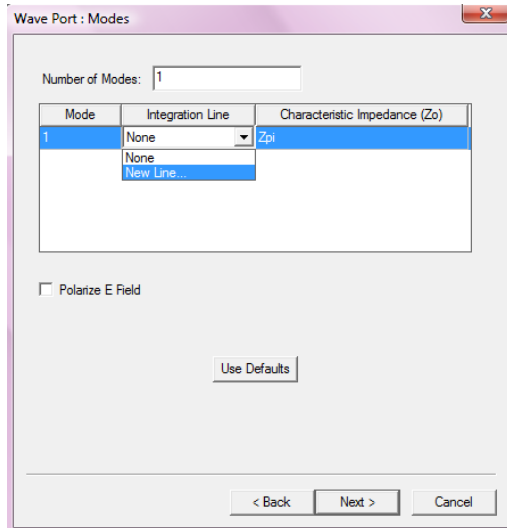 Wave Port : Modes
Number of Modes: 1
Mode Integration Line Characteristic Impedance (Zo)
1 None Zpi
None
New Line...
Polarize E Field
Use Defaults
< Back Next > Cancel